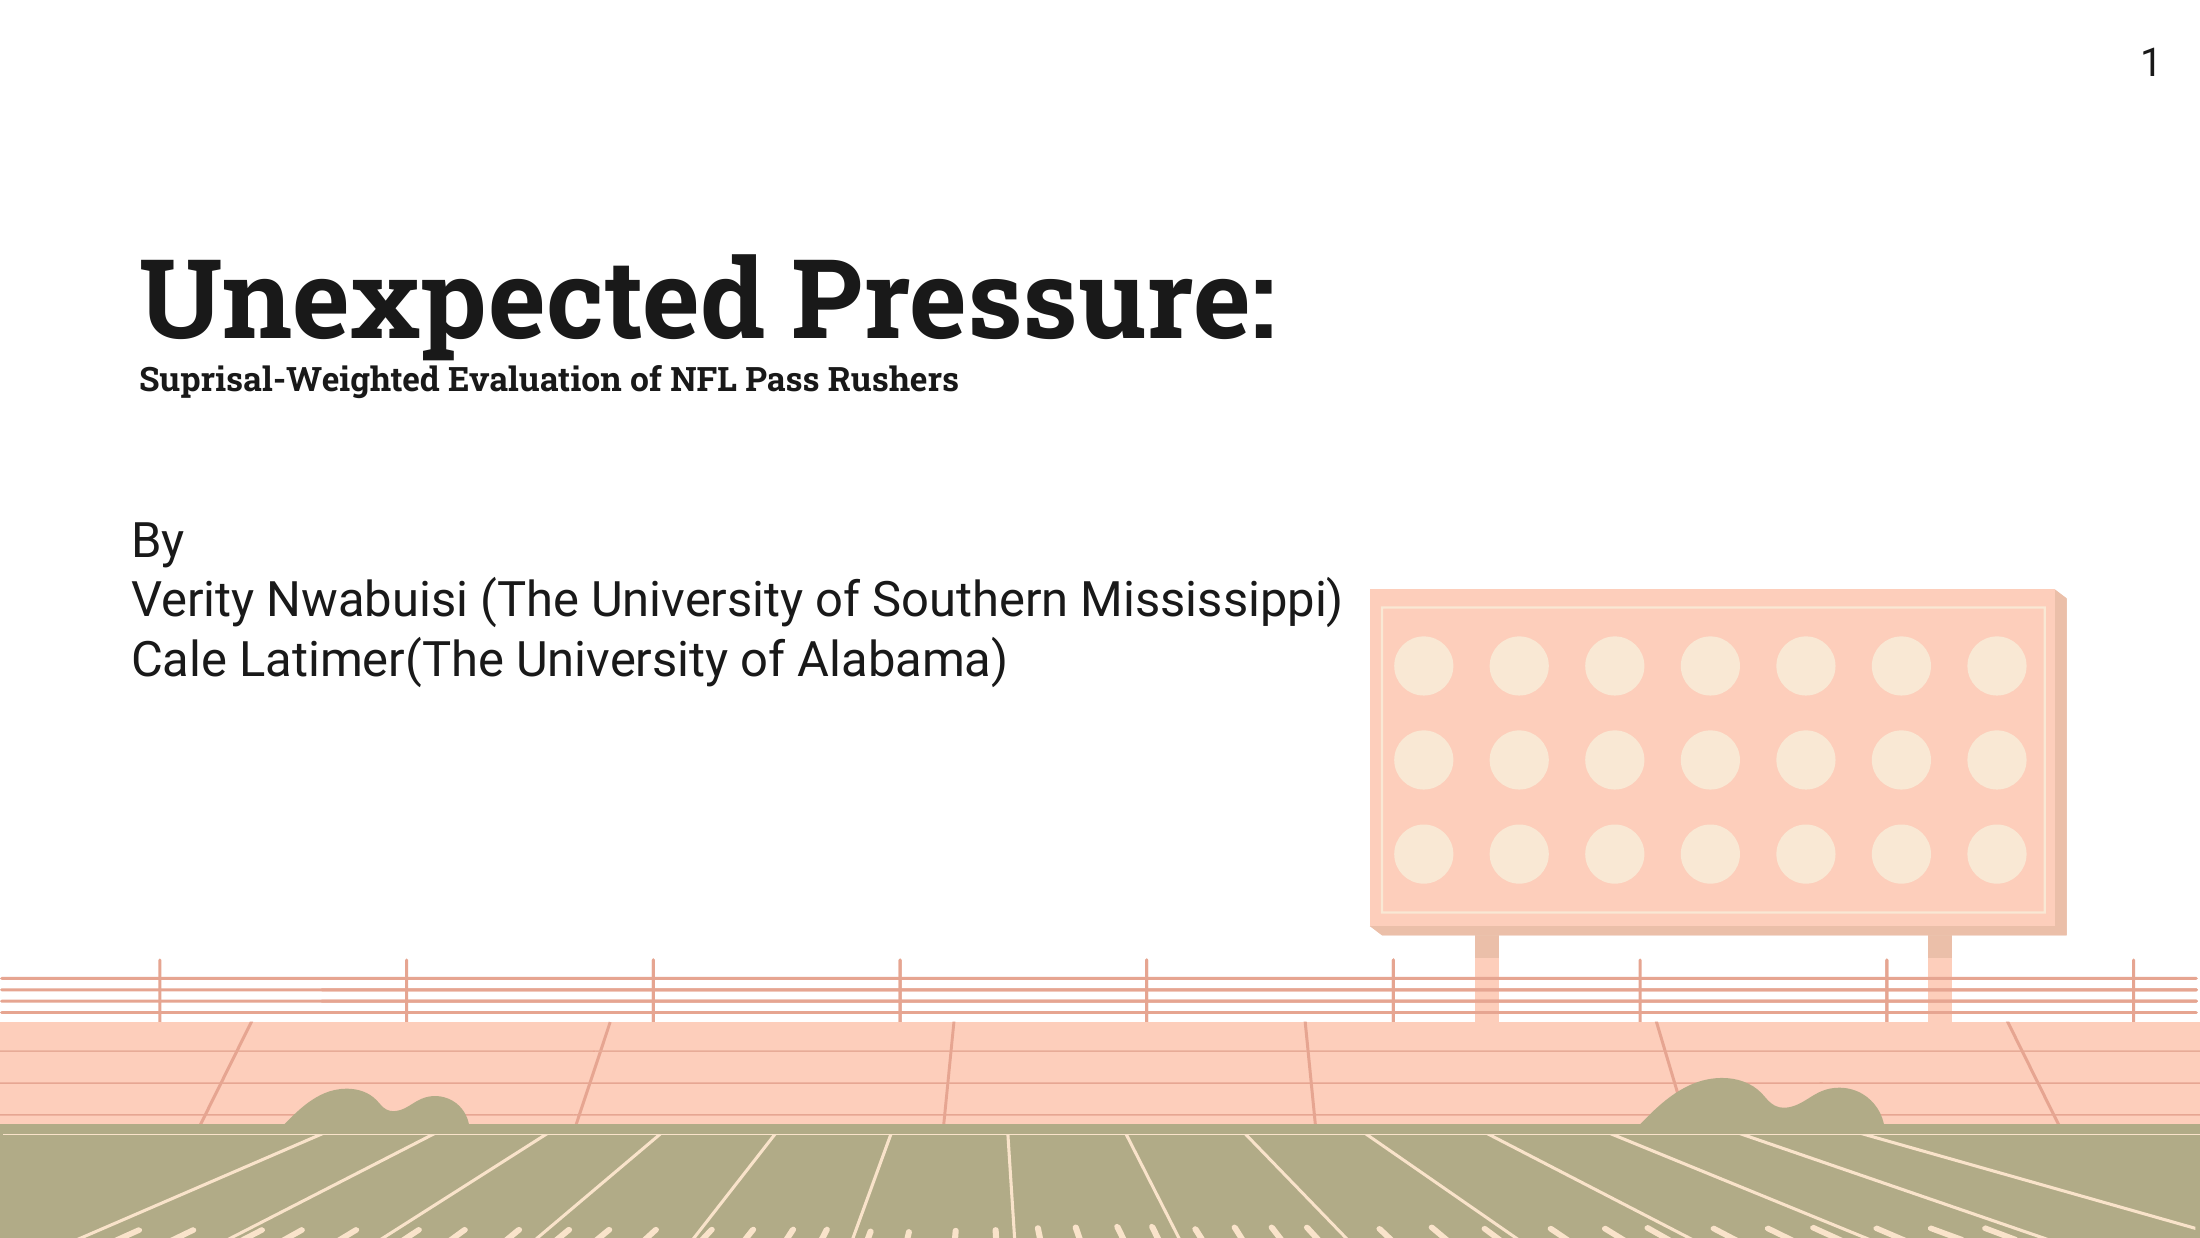 1
Unexpected Pressure:
Suprisal-Weighted Evaluation of NFL Pass Rushers
By
Verity Nwabuisi (The University of Southern Mississippi)
Cale Latimer(The University of Alabama)